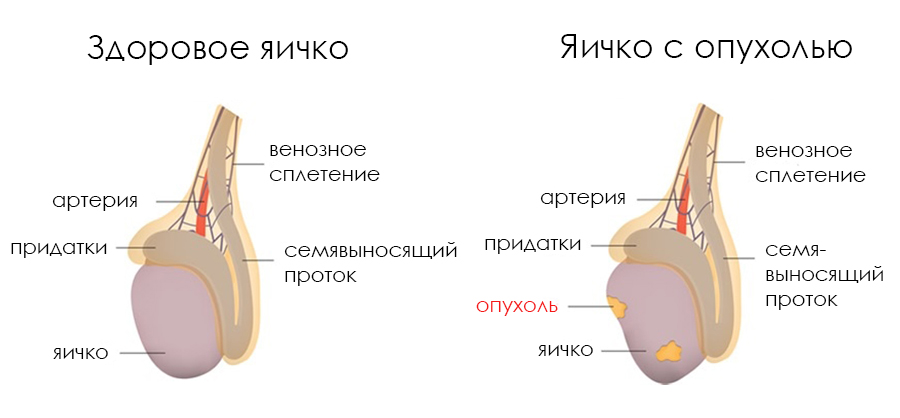 Здоровое яичко
венозное
сплетение
артерия
придатки
семявыносящий
проток
яичко
Яичко с опухолью
венозное
сплетение
артерия
придатки
семя-
выносящий
проток
опухоль
яичко